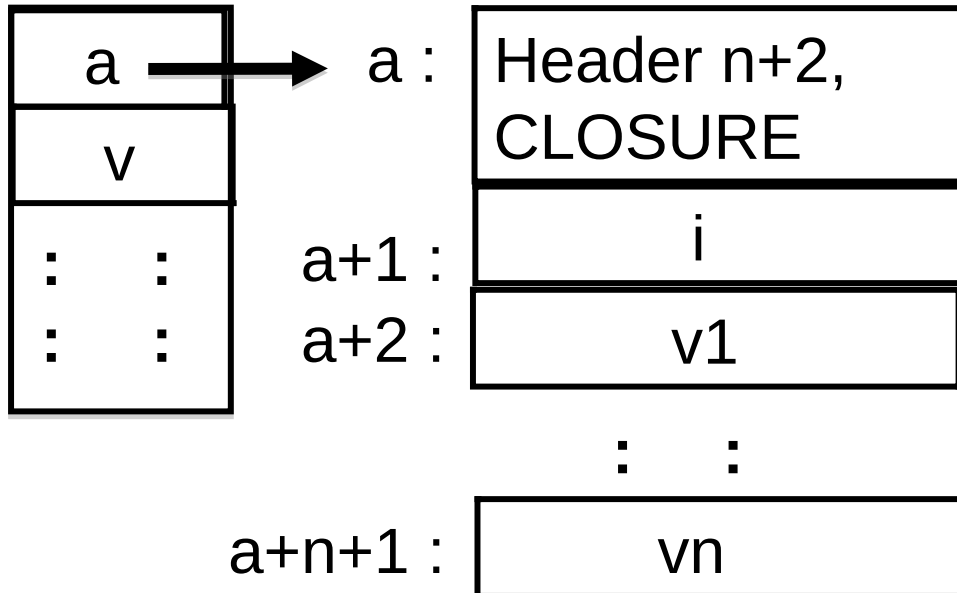 a
v
: :
: :
a :
Header n+2,
CLOSURE
a+1 :
i
a+2 :
v1
: :
a+n+1 :
vn